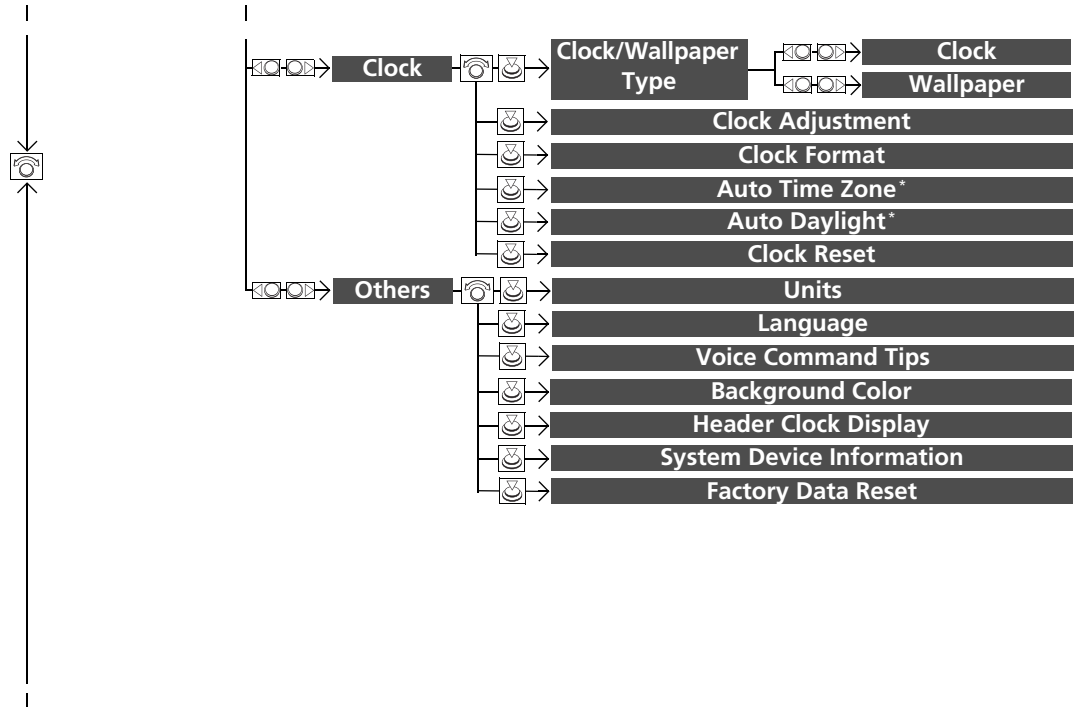 Clock
Clock/Wallpaper
Type
Clock
Wallpaper
Clock Adjustment
Clock Format
Auto Time Zone*
Auto Daylight*
Clock Reset
Others
Units
Language
Voice Command Tips
Background Color
Header Clock Display
System Device Information
Factory Data Reset